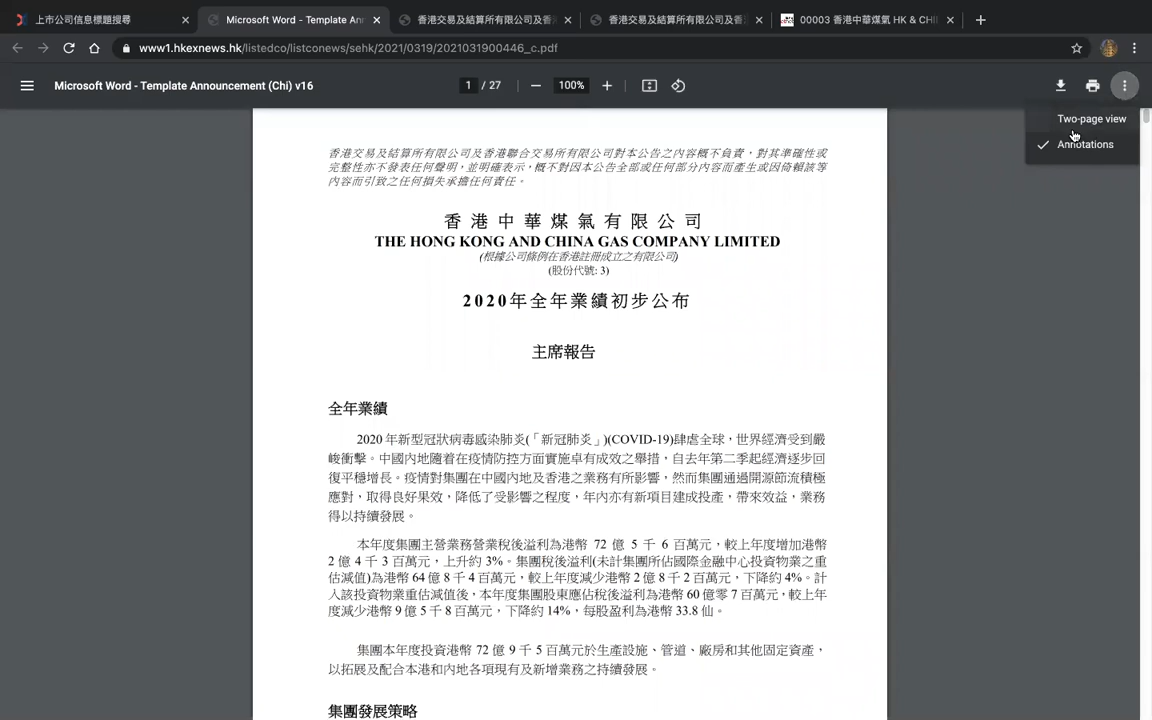 上市公司信息標題搜尋
Microsoft Word - Template An
香港交易及結算所有限公司及香
香港交易及結算所有限公司及香
00003 香港中華煤氣 HK & CHI
www1.hkexnews.hk/listedco/listconews/sehk/2021/0319/2021031900446_c.pdf
Microsoft Word - Template Announcement (Chi) v16
1 / 27
100%
Two-page view
Annotations
香港交易及結算所有限公司及香港聯合交易所有限公司對本公告之內容概不負責，對其準確性或
完整性亦不發表任何聲明，並明確表示，概不對因本公告全部或任何部分內容而產生或因倚賴該等
內容而引致之任何損失承擔任何責任。
香港中華煤氣有限公司
THE HONG KONG AND CHINA GAS COMPANY LIMITED
(根據公司條例在香港註冊成立之有限公司)
(股份代號: 3)
2020年全年業績初步公布
主席報告
全年業績
2020 年新型冠狀病毒感染肺炎(「新冠肺炎」)(COVID-19)肆虐全球，世界經濟受到嚴
峻衝擊。中國內地隨着在疫情防控方面實施卓有成效之舉措，自去年第二季起經濟逐步回
復平穩增長。疫情對集團在中國內地及香港之業務有所影響，然而集團通過開源節流積極
應對，取得良好果效，降低了受影響之程度，年內亦有新項目建成投產，帶來效益，業務
得以持續發展。
本年度集團主營業務營業稅後溢利為港幣 72 億 5 千 6 百萬元，較上年度增加港幣
2 億 4 千 3 百萬元，上升約 3%。集團稅後溢利(未計集團所佔國際金融中心投資物業之重
估減值)為港幣 64 億 8 千 4 百萬元，較上年度減少港幣 2 億 8 千 2 百萬元，下降約 4%。計
入該投資物業重估減值後，本年度集團股東應佔稅後溢利為港幣 60 億零 7 百萬元，較上年
度減少港幣 9 億 5 千 8 百萬元，下降約 14%，每股盈利為港幣 33.8 仙。
集團本年度投資港幣 72 億 9 千 5 百萬元於生產設施、管道、廠房和其他固定資產，
以拓展及配合本港和內地各項現有及新增業務之持續發展。
集團發展策略